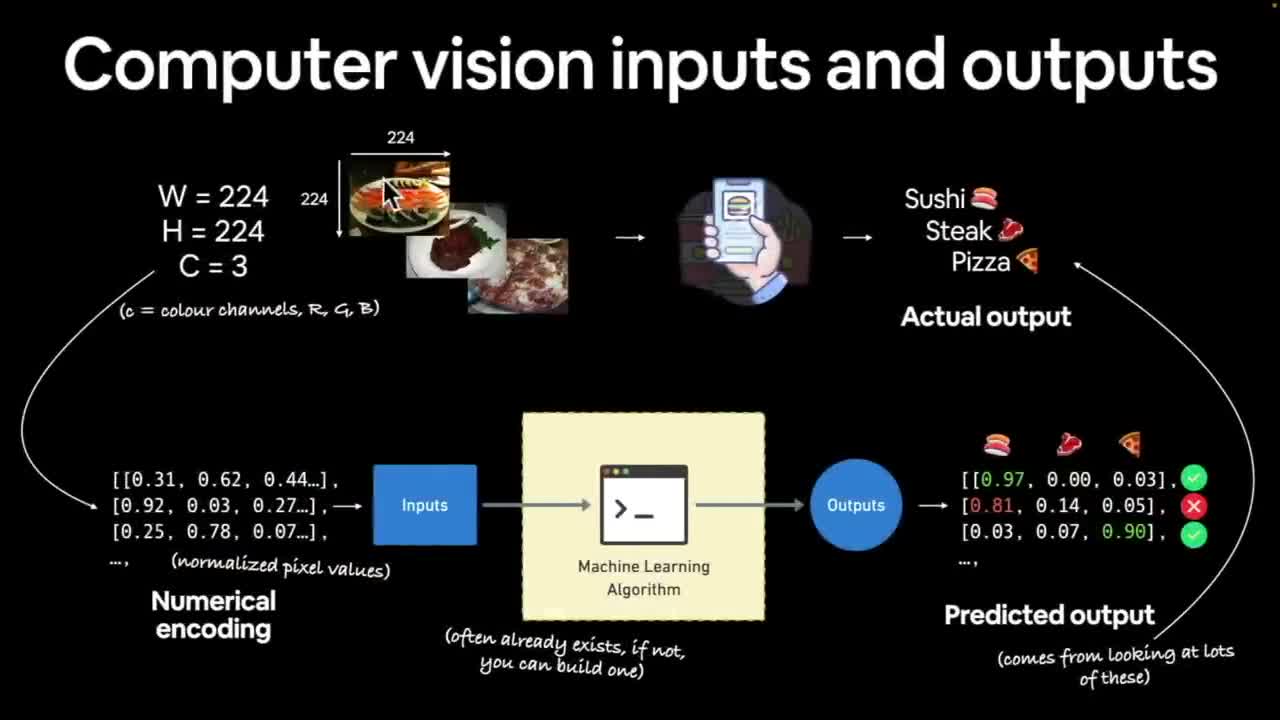 Computer vision inputs and outputs
224
224
W = 224
H = 224
C = 3
(c = colour channels, R, G, B)
Sushi 🍣
Steak 🥩
Pizza 🍕
Actual output
[[0.31, 0.62, 0.44…],
[0.92, 0.03, 0.27…],
[0.25, 0.78, 0.07…],
…,
(normalized pixel values)
Numerical
encoding
Inputs
Machine Learning
Algorithm
(often already exists, if not,
you can build one)
Outputs
[[0.97, 0.00, 0.03],
[0.81, 0.14, 0.05],
[0.03, 0.07, 0.90],
…,
Predicted output
(comes from looking at lots
of these)